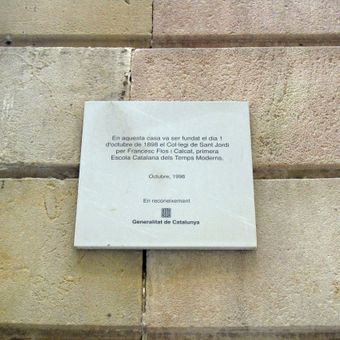 En aquesta casa va ser fundat el dia 1
d'octubre de 1898 el Col·legi de Sant Jordi
per Francesc Flos i Calcat, primera
Escola Catalana dels Temps Moderns.
Octubre, 1998
En reconeixement
Generalitat de Catalunya